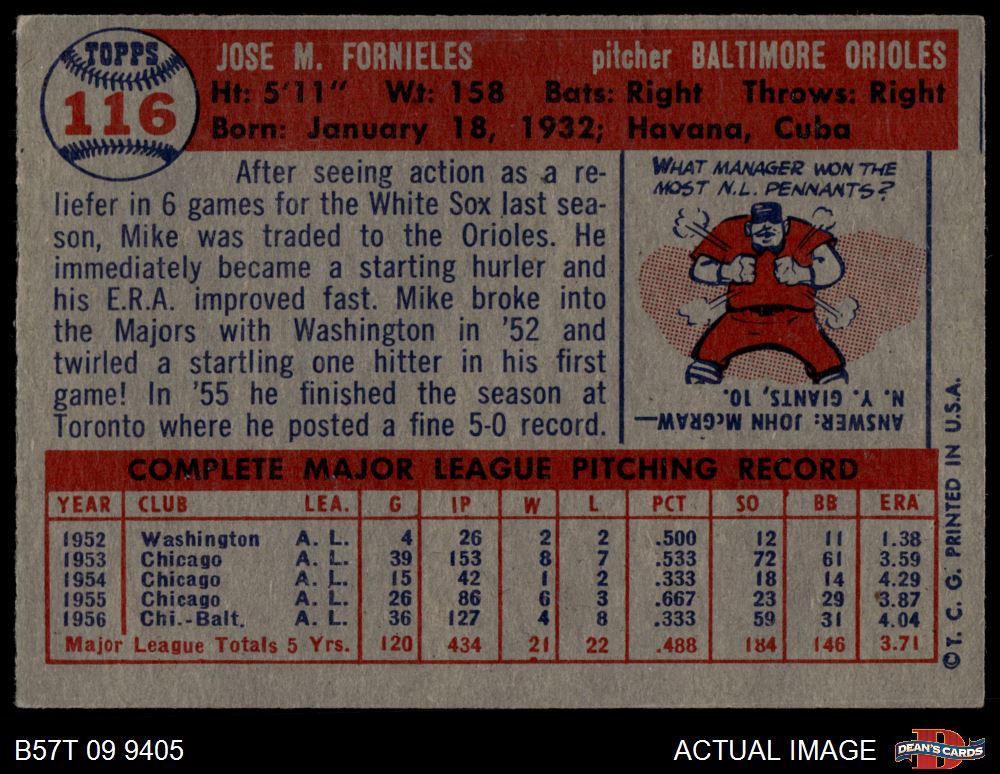 TOPPS
116
JOSE M. FORNIELES pitcher BALTIMORE ORIOLES
Ht: 5'11" Wt: 158 Bats: Right Throws: Right
Born: January 18, 1932; Havana, Cuba
After seeing action as a re-
liefer in 6 games for the White Sox last sea-
son, Mike was traded to the Orioles. He
immediately became a starting hurler and
his E.R.A. improved fast. Mike broke into
the Majors with Washington in '52 and
twirled a startling one hitter in his first
game! In '55 he finished the season at
Toronto where he posted a fine 5-0 record.
WHAT MANAGER WON THE
MOST N.L. PENNANTS?
ANSWER: JOHN McGRAW—
N. Y. GIANTS, 10.
COMPLETE MAJOR LEAGUE PITCHING RECORD
YEAR CLUB LEA. G IP W L PCT SO BB ERA
1952 Washington A. L. 4 26 2 2 .500 12 11 1.38
1953 Chicago A. L. 39 153 8 7 .533 72 61 3.59
1954 Chicago A. L. 15 42 1 2 .333 18 14 4.29
1955 Chicago A. L. 26 86 6 3 .667 23 29 3.87
1956 Chi.-Balt. A. L. 36 127 4 8 .333 59 31 4.04
Major League Totals 5 Yrs. 120 434 21 22 .488 184 146 3.71
© T. C. G. PRINTED IN U.S.A.
B57T 09 9405 ACTUAL IMAGE
DEAN'S CARDS